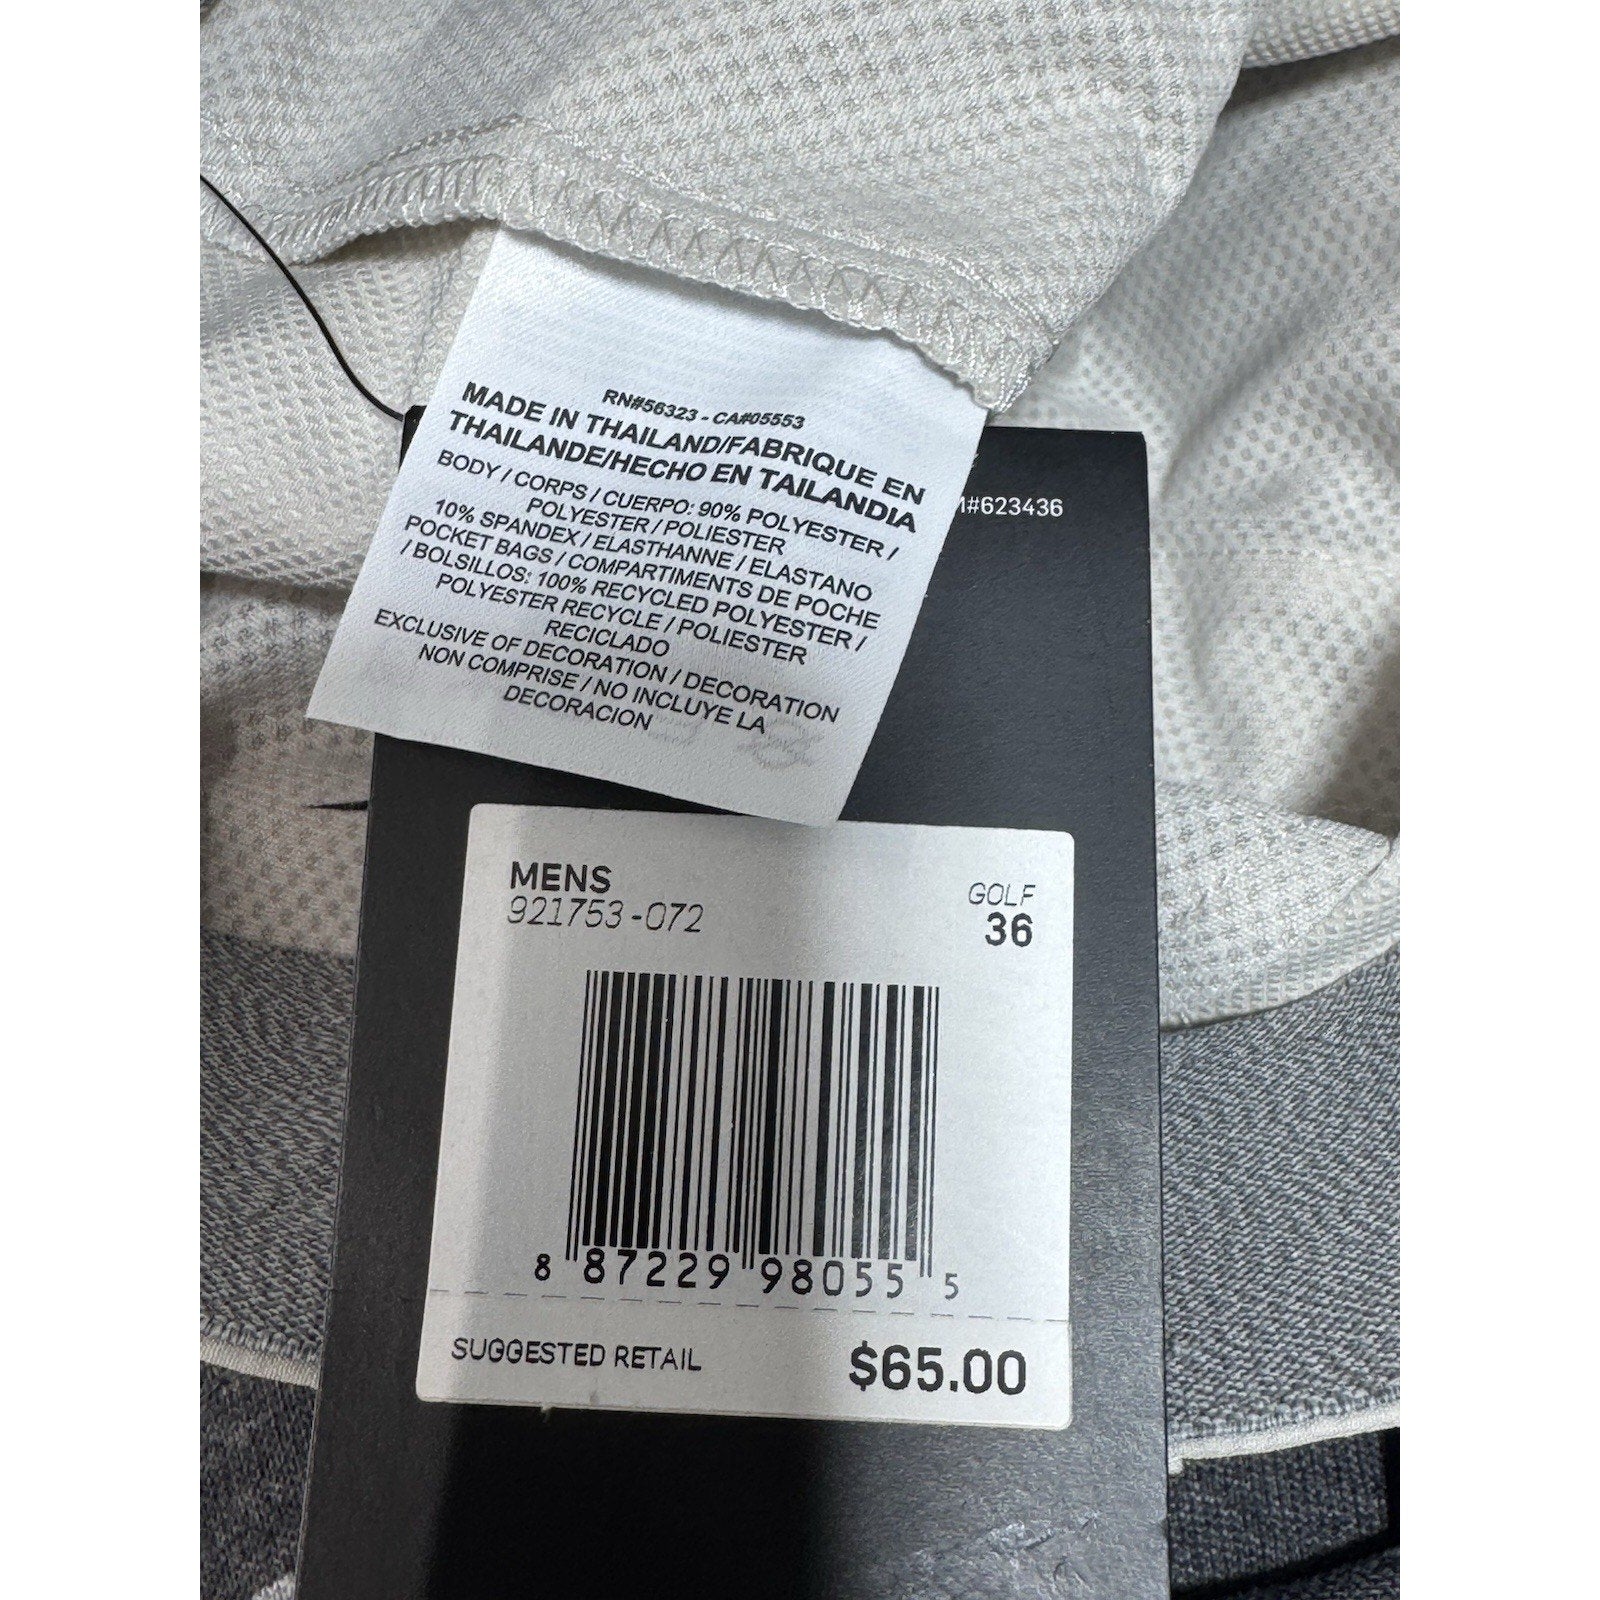 RN#56323 - CA#05553
MADE IN THAILAND/FABRIQUE EN
THAILANDE/HECHO EN TAILANDIA
BODY / CORPS / CUERPO: 90% POLYESTER /
POLYESTER / POLIESTER
10% SPANDEX / ELASTHANNE / ELASTANO
POCKET BAGS / COMPARTIMENTS DE POCHE
/ BOLSILLOS: 100% RECYCLED POLYESTER /
POLYESTER RECYCLE / POLIESTER
RECICLADO
EXCLUSIVE OF DECORATION / DECORATION
NON COMPRISE / NO INCLUYE LA
DECORACION
#623436
MENS
921753-072
GOLF
36
8 87229 98055 5
SUGGESTED RETAIL
$65.00